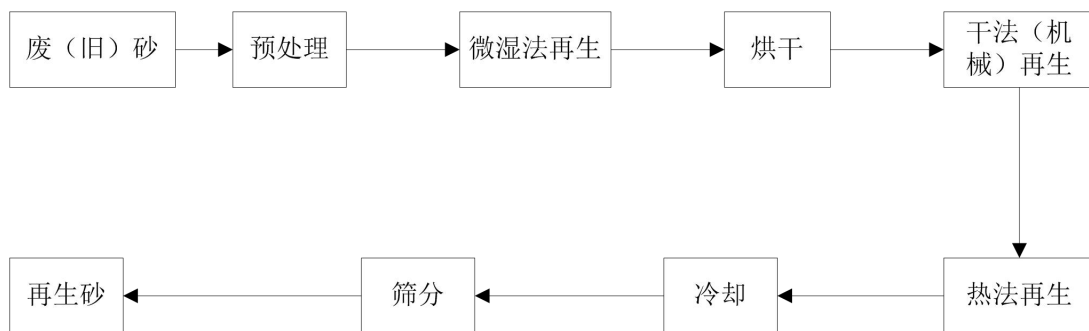 废（旧）砂
预处理
微湿法再生
烘干
干法（机
械）再生
再生砂
筛分
冷却
热法再生